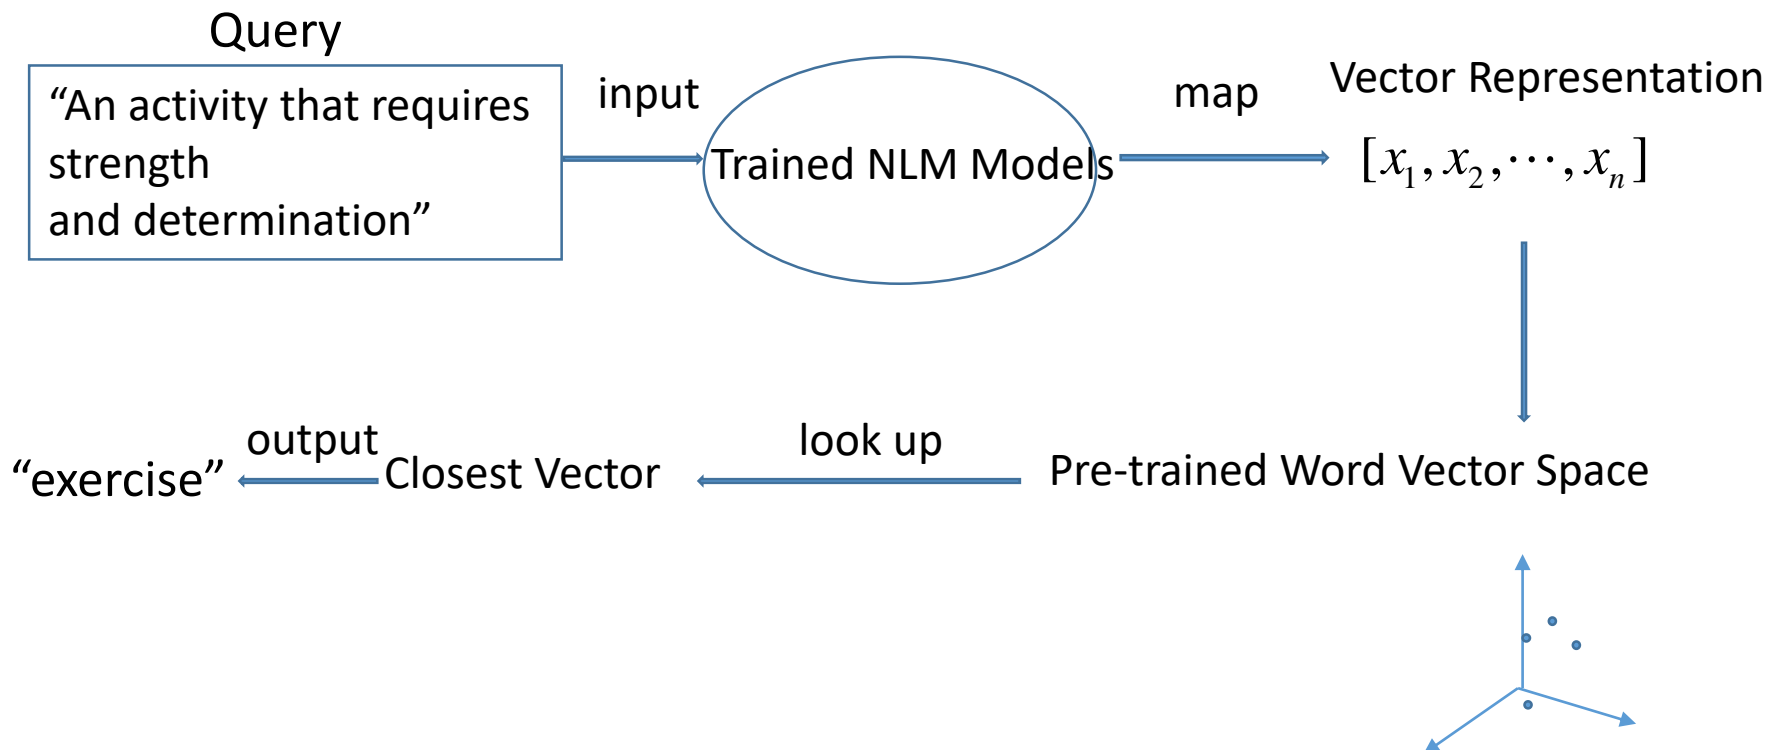 Query
“An activity that requires
strength
and determination”
input
Trained NLM Models
map
Vector Representation
[x₁, x₂, ⋯, xₙ]
Pre-trained Word Vector Space
look up
Closest Vector
output
“exercise”